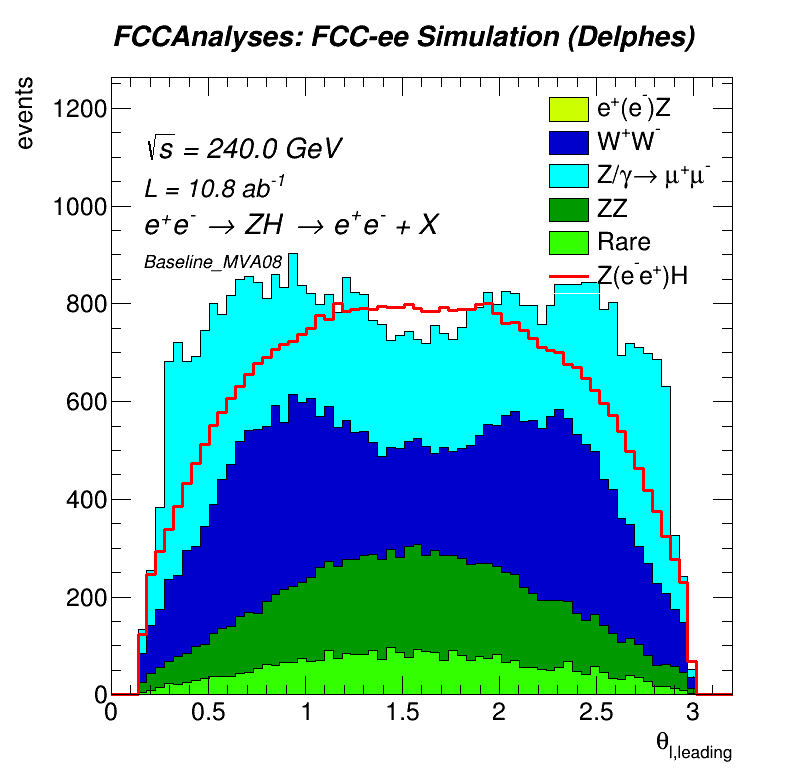 FCCAnalyses: FCC-ee Simulation (Delphes)
events
1200
1000
800
600
400
200
0
√s = 240.0 GeV
L = 10.8 ab⁻¹
e⁺e⁻ → ZH → e⁺e⁻ + X
Baseline_MVA08
e⁺(e⁻)Z
W⁺W⁻
Z/γ→ μ⁺μ⁻
ZZ
Rare
Z(e⁻e⁺)H
0 0.5 1 1.5 2 2.5 3
θl,leading